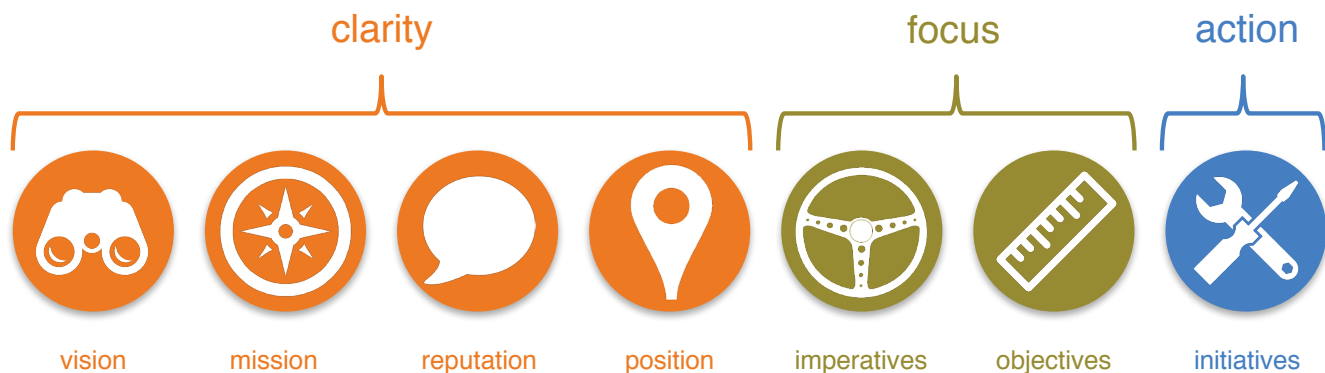 clarity focus action
vision mission reputation position imperatives objectives initiatives